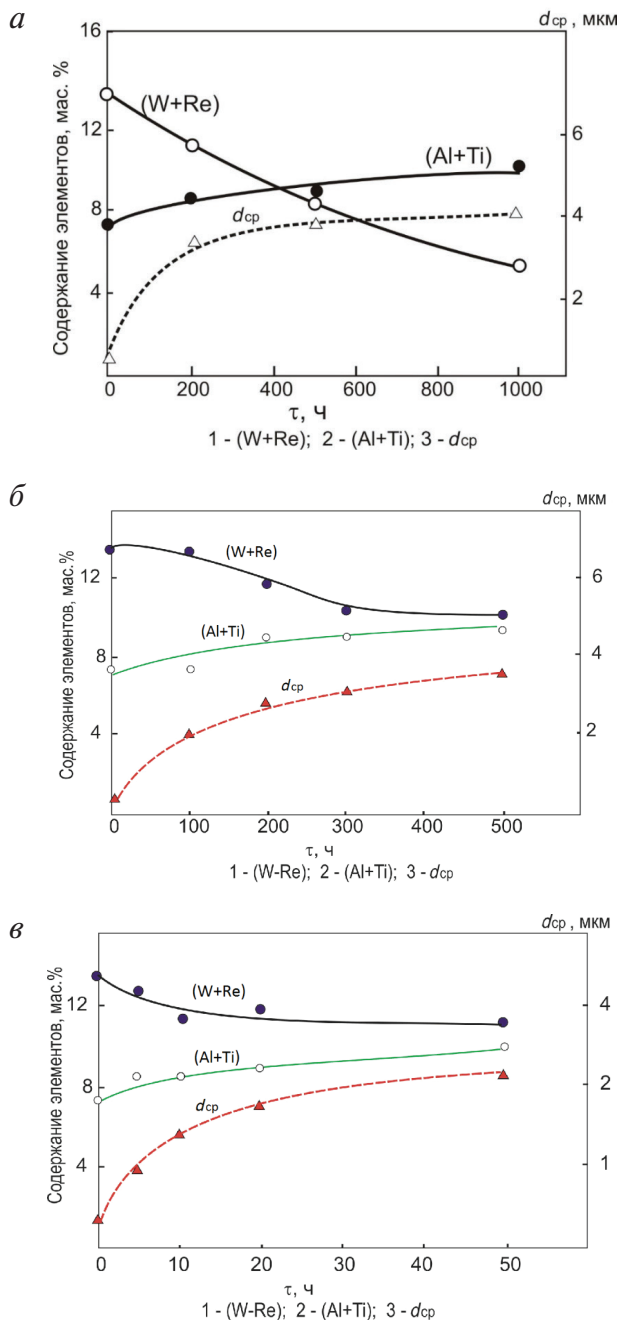 а
Содержание элементов, мас. %
dср , мкм
16
12
8
4
6
4
2
(W+Re)
(Al+Ti)
dср
0 200 400 600 800 1000
τ, ч
1 - (W+Re); 2 - (Al+Ti); 3 - dср
б
Содержание элементов, мас.%
dср, мкм
12
8
4
6
4
2
(W+Re)
(Al+Ti)
dср
0 100 200 300 400 500
τ, ч
1 - (W-Re); 2 - (Al+Ti); 3 - dср
в
Содержание элементов, мас.%
dср , мкм
12
8
4
4
2
1
(W+Re)
(Al+Ti)
dср
0 10 20 30 40 50
τ, ч
1 - (W-Re); 2 - (Al+Ti); 3 - dср